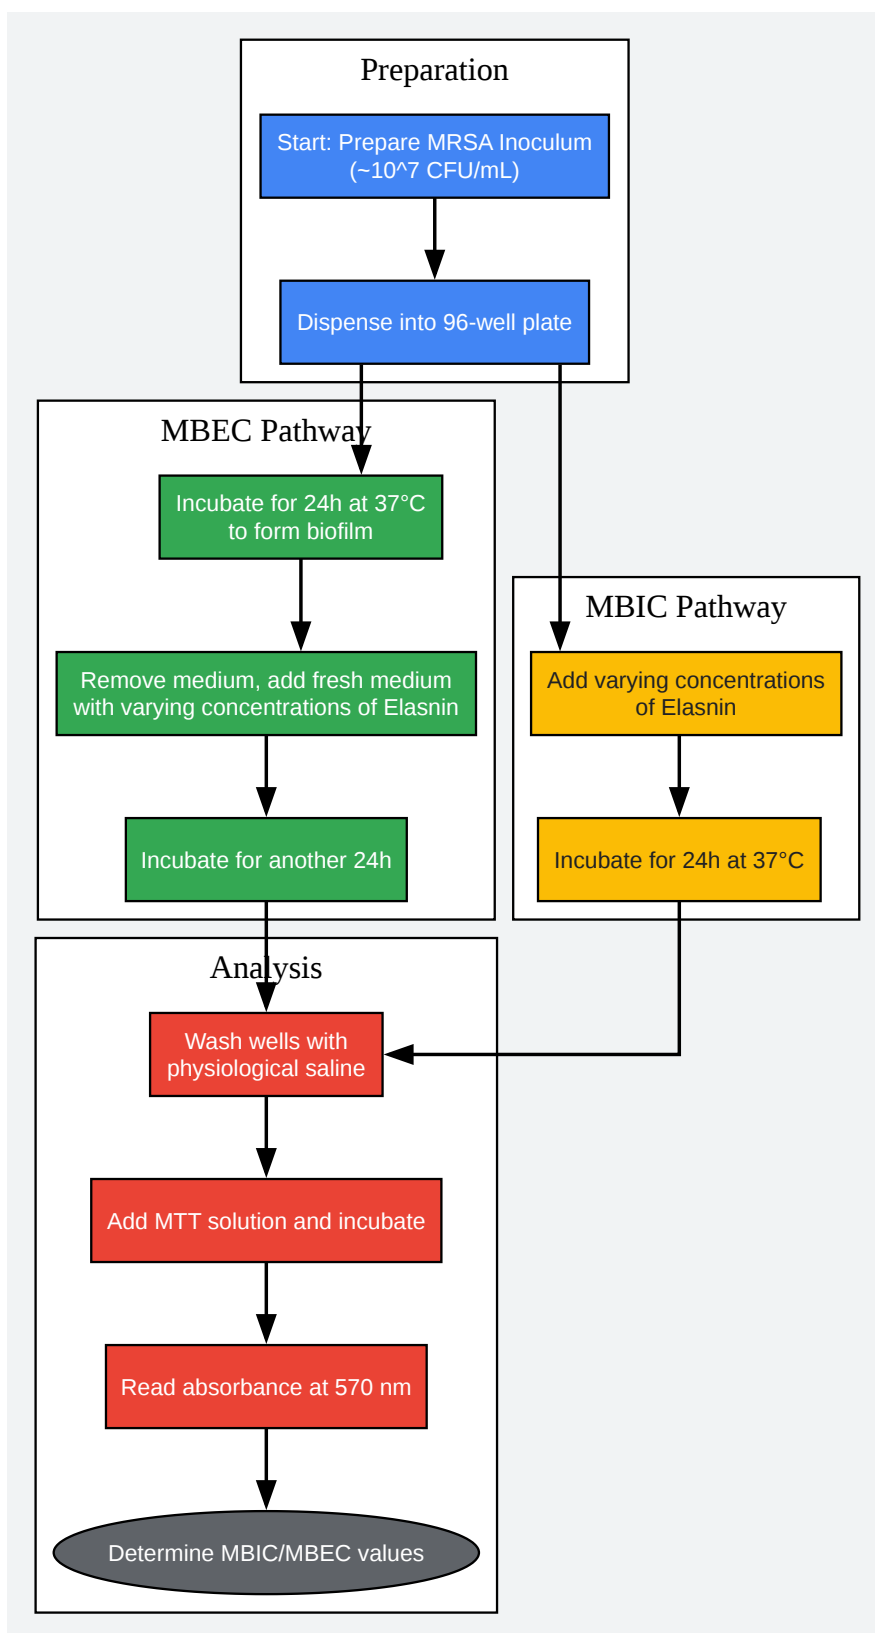 Preparation
Start: Prepare MRSA Inoculum
(~10^7 CFU/mL)
Dispense into 96-well plate
MBEC Pathway
Incubate for 24h at 37°C
to form biofilm
Remove medium, add fresh medium
with varying concentrations of Elasnin
Incubate for another 24h
MBIC Pathway
Add varying concentrations
of Elasnin
Incubate for 24h at 37°C
Analysis
Wash wells with
physiological saline
Add MTT solution and incubate
Read absorbance at 570 nm
Determine MBIC/MBEC values